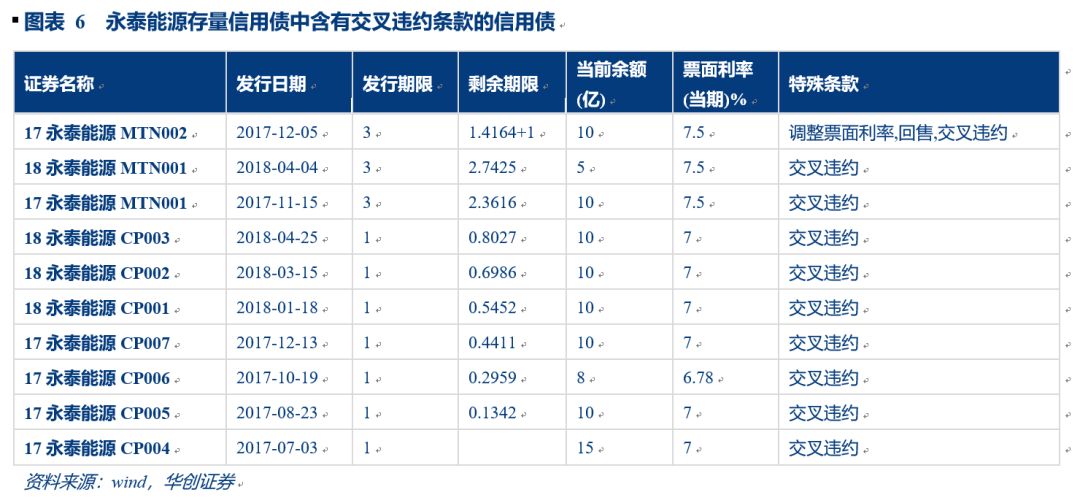 图表 6 永泰能源存量信用债中含有交叉违约条款的信用债
证券名称 发行日期 发行期限 剩余期限 当前余额(亿) 票面利率(当期)% 特殊条款
17 永泰能源 MTN002 2017-12-05 3 1.4164+1 10 7.5 调整票面利率,回售,交叉违约
18 永泰能源 MTN001 2018-04-04 3 2.7425 5 7.5 交叉违约
17 永泰能源 MTN001 2017-11-15 3 2.3616 10 7.5 交叉违约
18 永泰能源 CP003 2018-04-25 1 0.8027 10 7 交叉违约
18 永泰能源 CP002 2018-03-15 1 0.6986 10 7 交叉违约
18 永泰能源 CP001 2018-01-18 1 0.5452 10 7 交叉违约
17 永泰能源 CP007 2017-12-13 1 0.4411 10 7 交叉违约
17 永泰能源 CP006 2017-10-19 1 0.2959 8 6.78 交叉违约
17 永泰能源 CP005 2017-08-23 1 0.1342 10 7 交叉违约
17 永泰能源 CP004 2017-07-03 1 15 7 交叉违约
资料来源：wind，华创证券